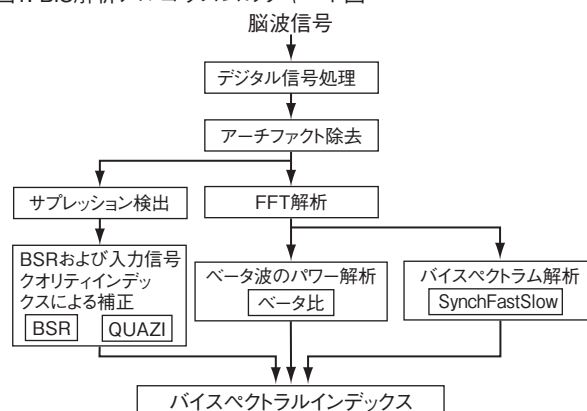 脳波信号
デジタル信号処理
アーチファクト除去
サプレッション検出
FFT解析
BSRおよび入力信号
クオリティインデッ
クスによる補正
BSR
QUAZI
ベータ波のパワー解析
ベータ比
バイスペクトラム解析
SynchFastSlow
バイスペクトラルインデックス